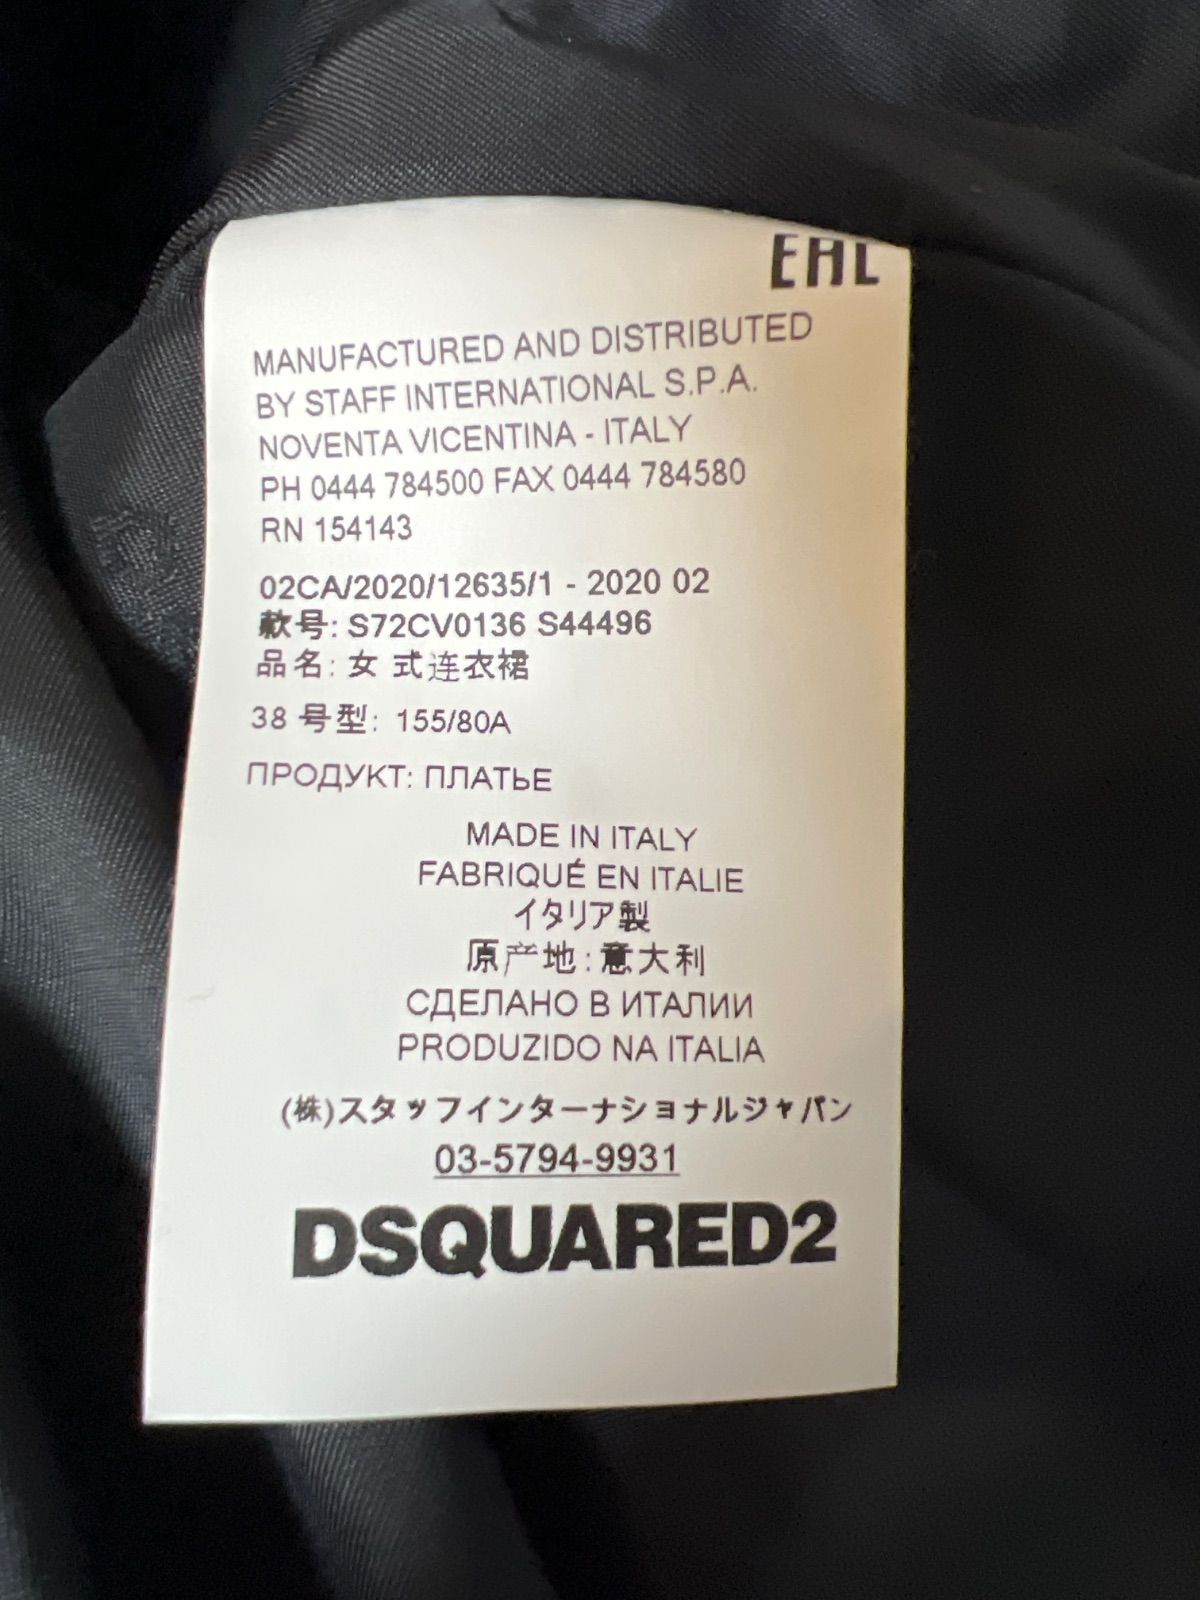 EAC
MANUFACTURED AND DISTRIBUTED
BY STAFF INTERNATIONAL S.P.A.
NOVENTA VICENTINA - ITALY
PH 0444 784500 FAX 0444 784580
RN 154143
02CA/2020/12635/1 - 2020 02
款号: S72CV0136 S44496
品名: 女 式连衣裙
38 号型: 155/80A
ПРОДУКТ: ПЛАТЬЕ
MADE IN ITALY
FABRIQUÉ EN ITALIE
イタリア製
原产地: 意大利
СДЕЛАНО В ИТАЛИИ
PRODUZIDO NA ITALIA
(株)スタッフインターナショナルジャパン
03-5794-9931
DSQUARED2